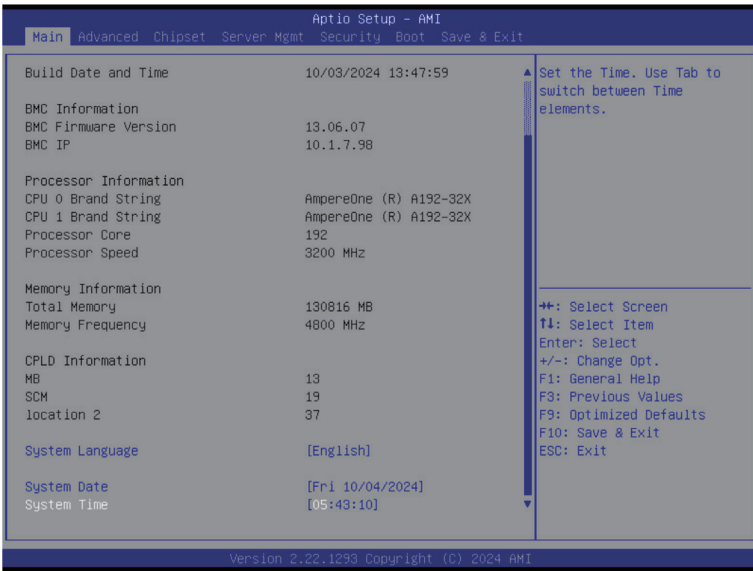 Aptio Setup - AMI
Main Advanced Chipset Server Mgmt Security Boot Save & Exit
Build Date and Time 10/03/2024 13:47:59
BMC Information
BMC Firmware Version 13.06.07
BMC IP 10.1.7.98
Processor Information
CPU 0 Brand String AmpereOne (R) A192-32X
CPU 1 Brand String AmpereOne (R) A192-32X
Processor Core 192
Processor Speed 3200 MHz
Memory Information
Total Memory 130816 MB
Memory Frequency 4800 MHz
CPLD Information
MB 13
SCM 19
location 2 37
System Language [English]
System Date [Fri 10/04/2024]
System Time [05:43:10]
Set the Time. Use Tab to
switch between Time
elements.
→←: Select Screen
↑↓: Select Item
Enter: Select
+/-: Change Opt.
F1: General Help
F3: Previous Values
F9: Optimized Defaults
F10: Save & Exit
ESC: Exit
Version 2.22.1293 Copyright (C) 2024 AMI